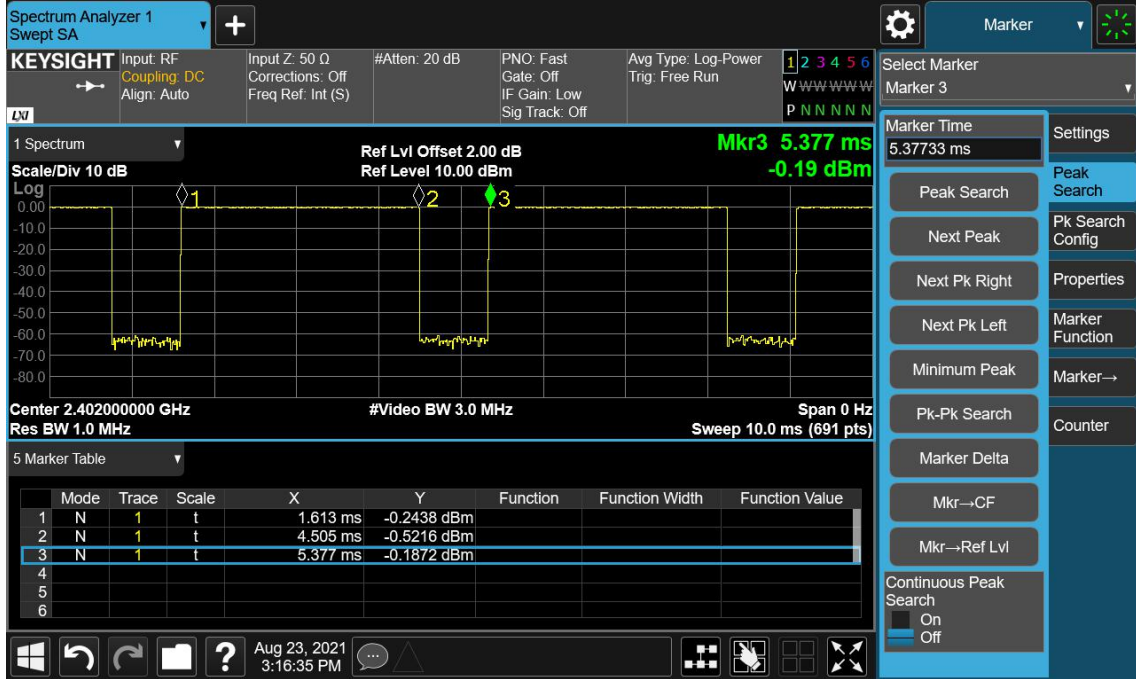 Spectrum Analyzer 1
Swept SA
+
Marker
KEYSIGHT
LXI
Input: RF
Coupling: DC
Align: Auto
Input Z: 50 Ω
Corrections: Off
Freq Ref: Int (S)
#Atten: 20 dB
PNO: Fast
Gate: Off
IF Gain: Low
Sig Track: Off
Avg Type: Log-Power
Trig: Free Run
1 2 3 4 5 6
W W W W W W
P N N N N N
Select Marker
Marker 3
1 Spectrum
Scale/Div 10 dB
Ref Lvl Offset 2.00 dB
Ref Level 10.00 dBm
Mkr3 5.377 ms
-0.19 dBm
Log
0.00
-10.0
-20.0
-30.0
-40.0
-50.0
-60.0
-70.0
-80.0
1
2
3
Center 2.402000000 GHz
#Video BW 3.0 MHz
Span 0 Hz
Res BW 1.0 MHz
Sweep 10.0 ms (691 pts)
5 Marker Table
Mode Trace Scale X Y Function Function Width Function Value
1 N 1 t 1.613 ms -0.2438 dBm
2 N 1 t 4.505 ms -0.5216 dBm
3 N 1 t 5.377 ms -0.1872 dBm
4
5
6
Marker Time
5.37733 ms
Peak Search
Next Peak
Next Pk Right
Next Pk Left
Minimum Peak
Pk-Pk Search
Marker Delta
Mkr→CF
Mkr→Ref Lvl
Continuous Peak
Search
On
Off
Settings
Peak
Search
Pk Search
Config
Properties
Marker
Function
Marker→
Counter
?
Aug 23, 2021
3:16:35 PM